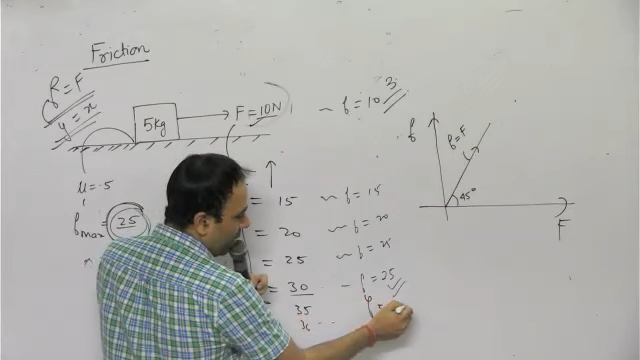 Friction
f = F
y = x
5kg
F = 10N
~ f = 10
μ = .5
fmax = 25
= 15 ~ f = 15
= 20 ~ f = 20
= 25 ~ f = 25
= 30 ~ f = 25
35
f
f = F
45°
F